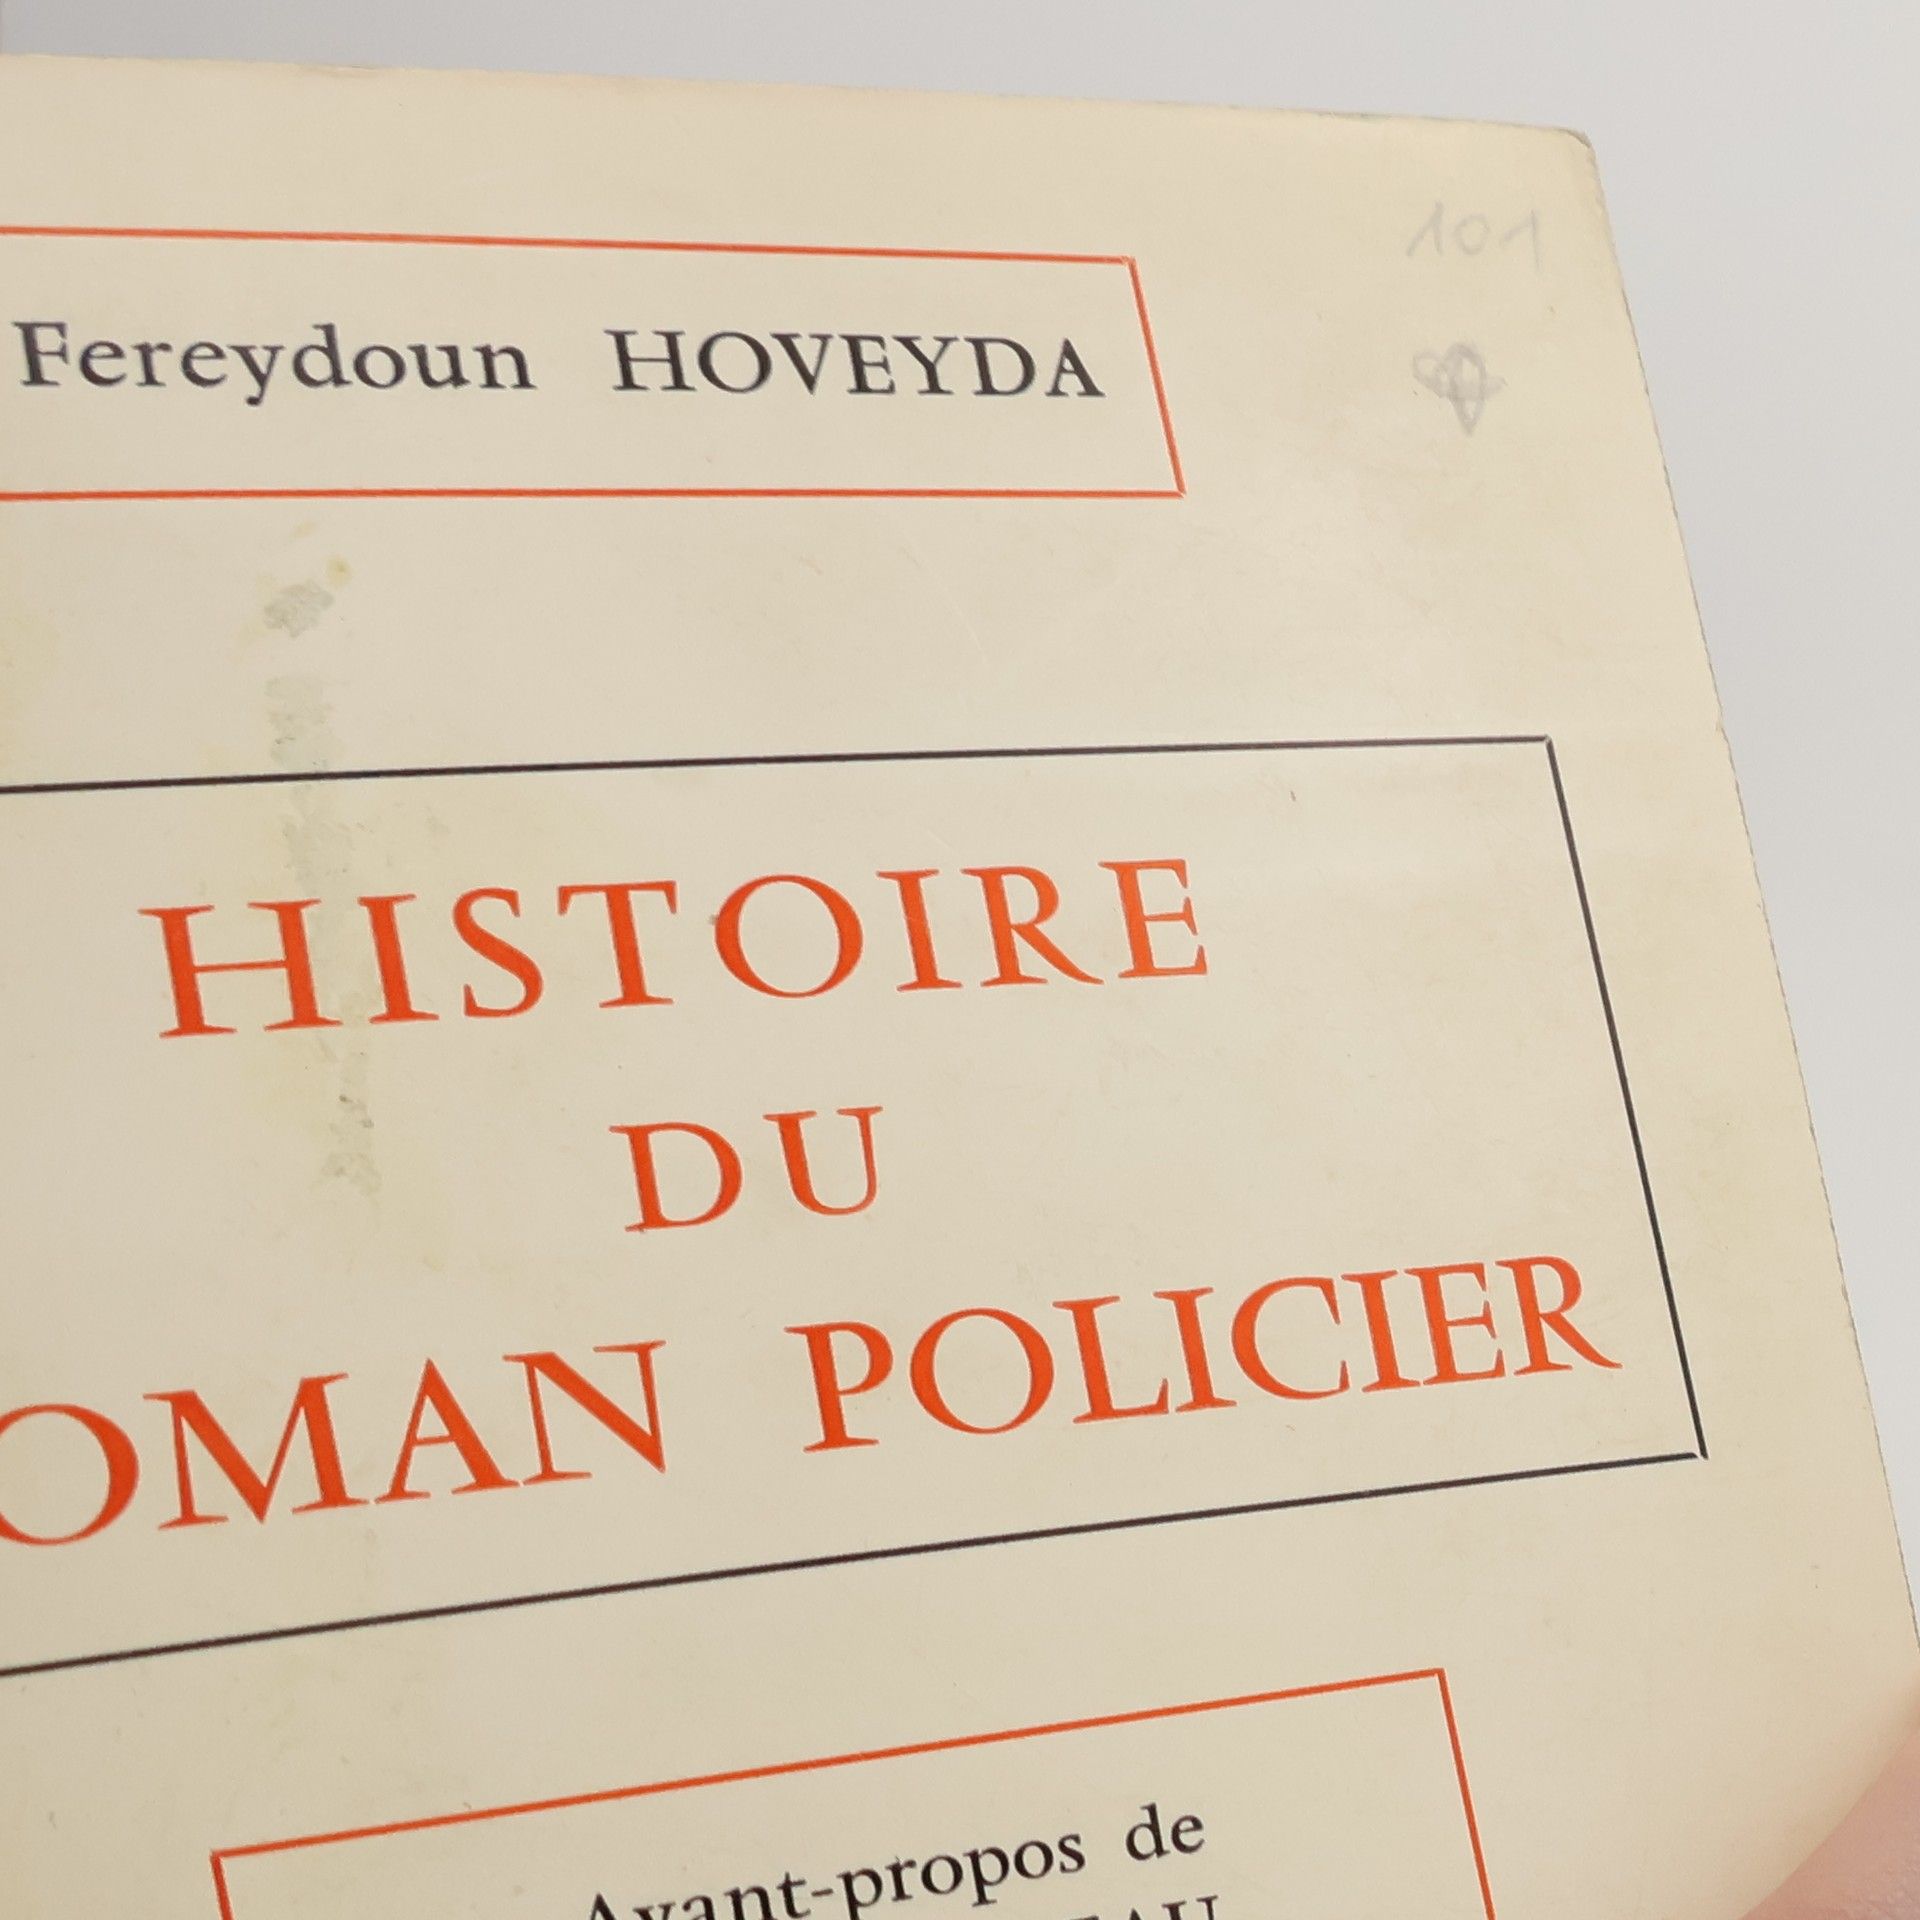 101
Fereydoun HOVEYDA
HISTOIRE
DU
OMAN POLICIER
Avant-propos de